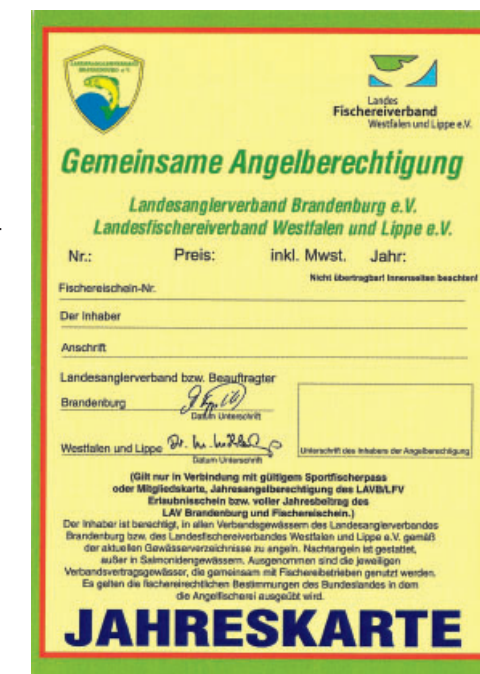 LANDESANGLERVERBAND
BRANDENBURG e.V.
Landes
Fischereiverband
Westfalen und Lippe e.V.
Gemeinsame Angelberechtigung
Landesanglerverband Brandenburg e.V.
Landesfischereiverband Westfalen und Lippe e.V.
Nr.: Preis: inkl. Mwst. Jahr:
Nicht übertragbar! Innenseiten beachten!
Fischereischein-Nr.
Der Inhaber
Anschrift
Landesanglerverband bzw. Beauftragter
Brandenburg
Datum Unterschrift
Westfalen und Lippe Dr. M.
Datum Unterschrift
Unterschrift des Inhabers der Angelberechtigung
(Gilt nur in Verbindung mit gültigem Sportfischerpass
oder Mitgliedskarte, Jahresangelberechtigung des LAVB/LFV
Erlaubnisschein bzw. voller Jahresbeitrag des
LAV Brandenburg und Fischereischein.)
Der Inhaber ist berechtigt, in allen Verbandsgewässern des Landesanglerverbandes
Brandenburg bzw. des Landesfischereiverbandes Westfalen und Lippe e.V. gemäß
der aktuellen Gewässerverzeichnisse zu angeln. Nachtangeln ist gestattet,
außer in Salmonidengewässern. Ausgenommen sind die jeweiligen
Verbandsvertragsgewässer, die gemeinsam mit Fischereibetrieben genutzt werden.
Es gelten die fischereirechtlichen Bestimmungen des Bundeslandes in dem
die Angelfischerei ausgeübt wird.
JAHRESKARTE